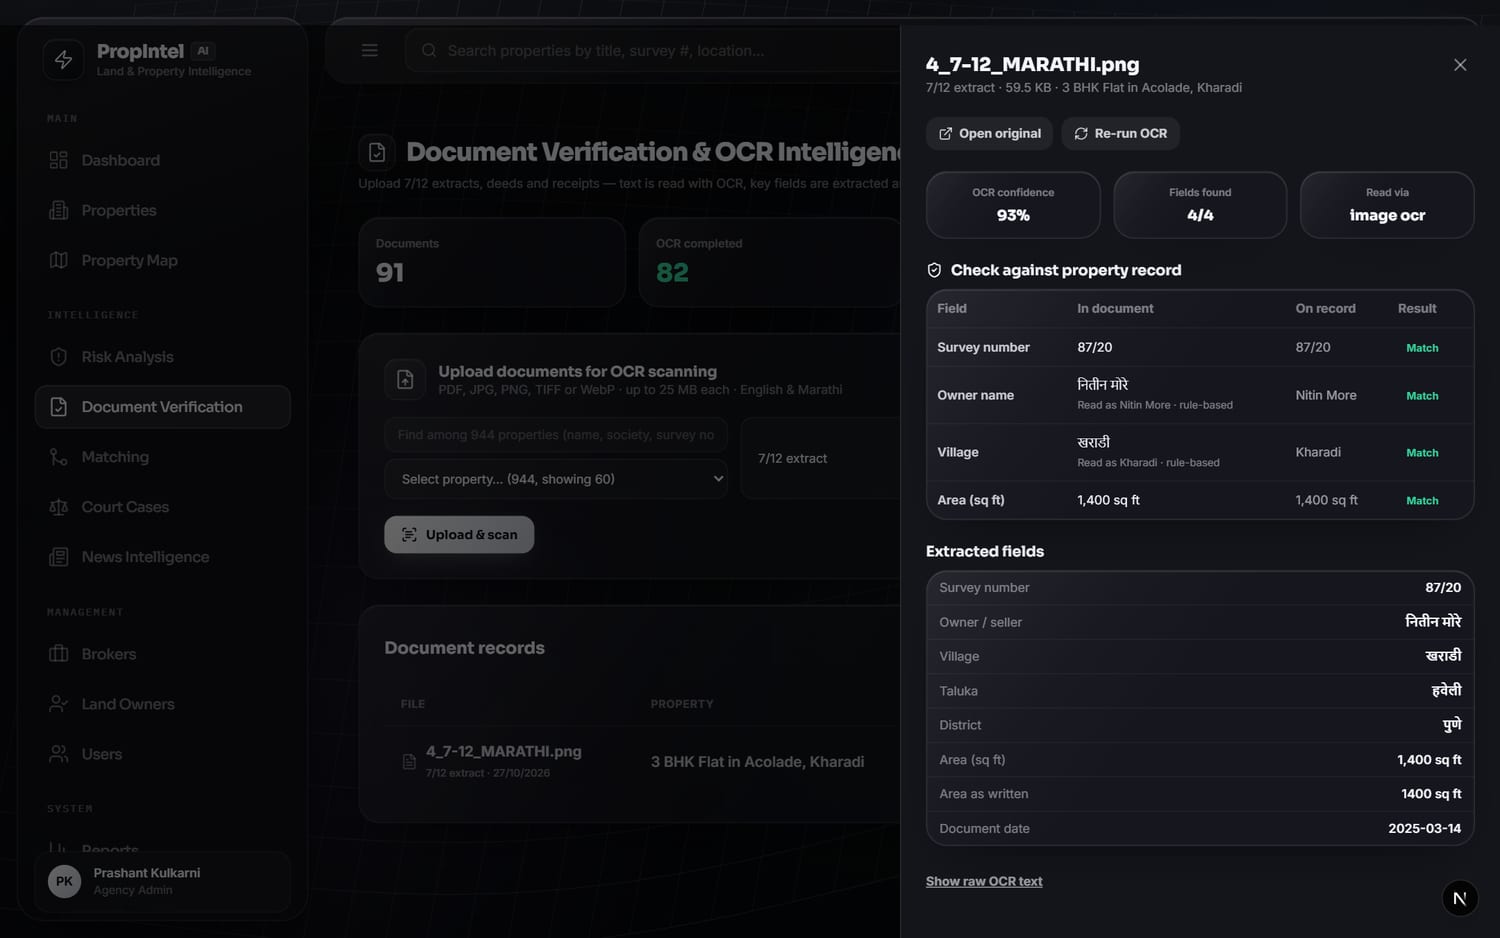 PropIntel AI
Land & Property Intelligence
MAIN
Dashboard
Properties
Property Map
INTELLIGENCE
Risk Analysis
Document Verification
Matching
Court Cases
News Intelligence
MANAGEMENT
Brokers
Land Owners
Users
SYSTEM
Reports
PK
Prashant Kulkarni
Agency Admin
Search properties by title, survey #, location...
Document Verification & OCR Intelligenc
Upload 7/12 extracts, deeds and receipts — text is read with OCR, key fields are extracted a
Documents
91
OCR completed
82
Upload documents for OCR scanning
PDF, JPG, PNG, TIFF or WebP · up to 25 MB each · English & Marathi
Find among 944 properties (name, society, survey no
Select property... (944, showing 60)
7/12 extract
Upload & scan
Document records
FILE PROPERTY
4_7-12_MARATHI.png
7/12 extract · 27/10/2026
3 BHK Flat in Acolade, Kharadi
4_7-12_MARATHI.png
7/12 extract · 59.5 KB · 3 BHK Flat in Acolade, Kharadi
Open original Re-run OCR
OCR confidence
93%
Fields found
4/4
Read via
image ocr
Check against property record
Field In document On record Result
Survey number 87/20 87/20 Match
Owner name नितीन मोरे Nitin More Match
Read as Nitin More · rule-based
Village खराडी Kharadi Match
Read as Kharadi · rule-based
Area (sq ft) 1,400 sq ft 1,400 sq ft Match
Extracted fields
Survey number 87/20
Owner / seller नितीन मोरे
Village खराडी
Taluka हवेली
District पुणे
Area (sq ft) 1,400 sq ft
Area as written 1400 sq ft
Document date 2025-03-14
Show raw OCR text
N